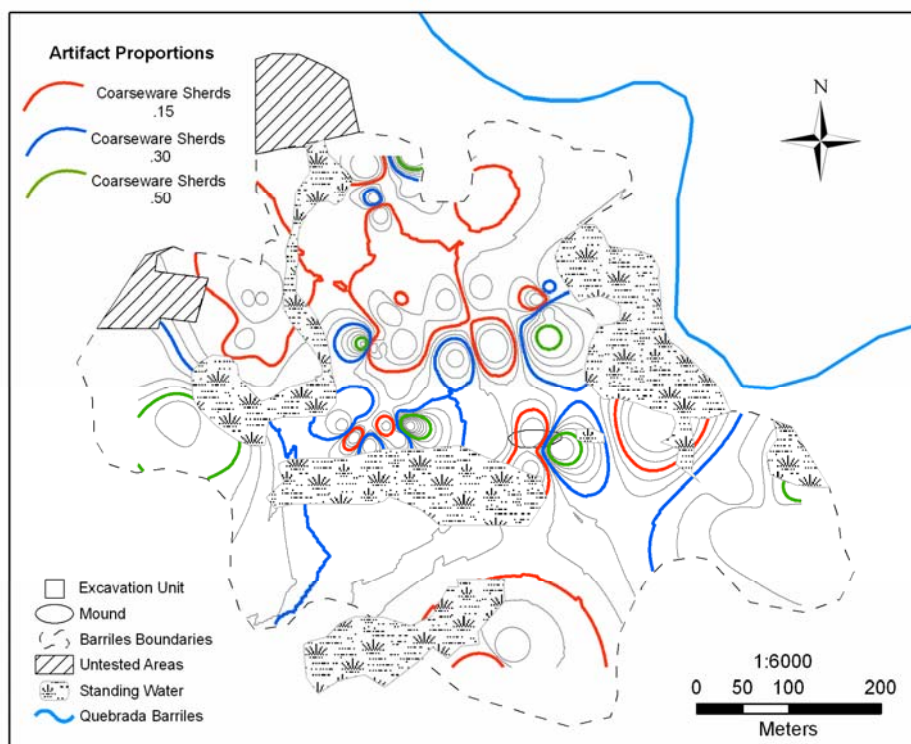 Artifact Proportions
Coarseware Sherds
.15
Coarseware Sherds
.30
Coarseware Sherds
.50
N
Excavation Unit
Mound
Barriles Boundaries
Untested Areas
Standing Water
Quebrada Barriles
1:6000
0 50 100 200
Meters